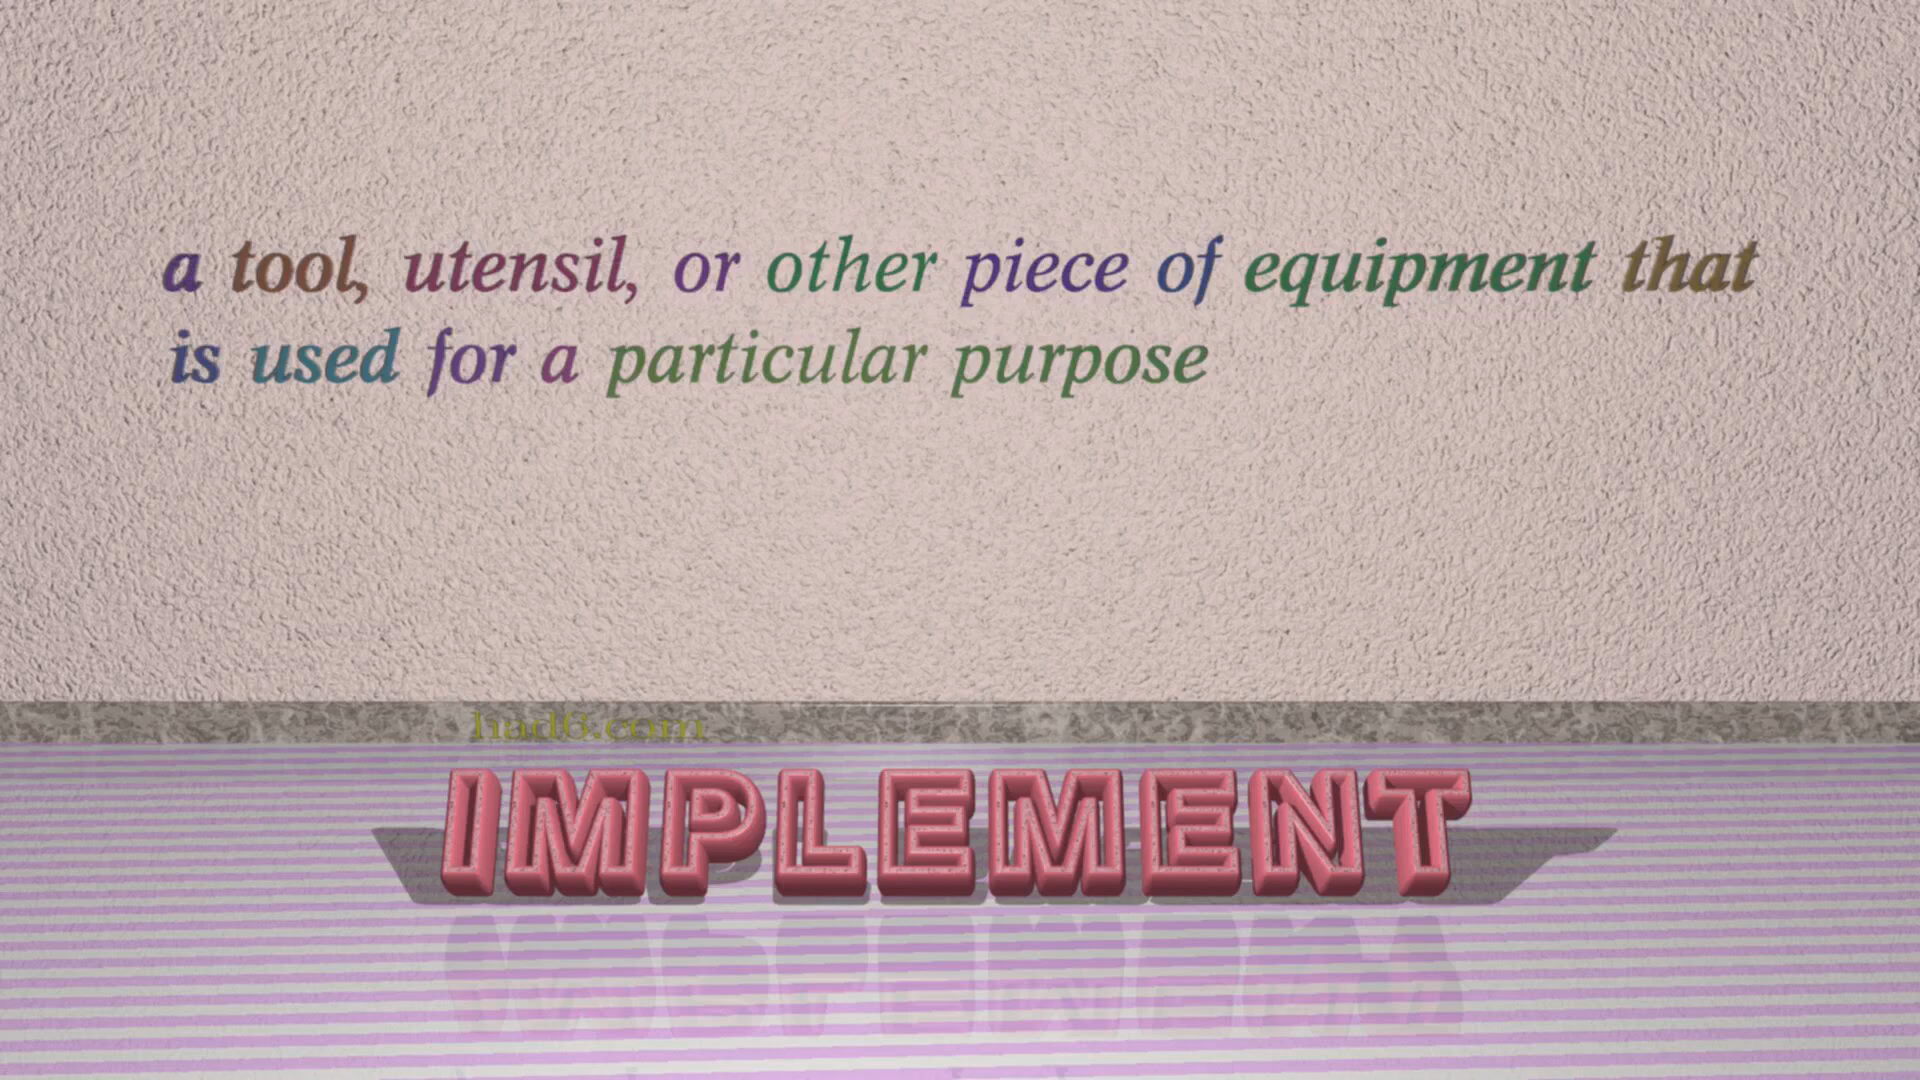 a tool, utensil, or other piece of equipment that
is used for a particular purpose
had6.com
IMPLEMENT